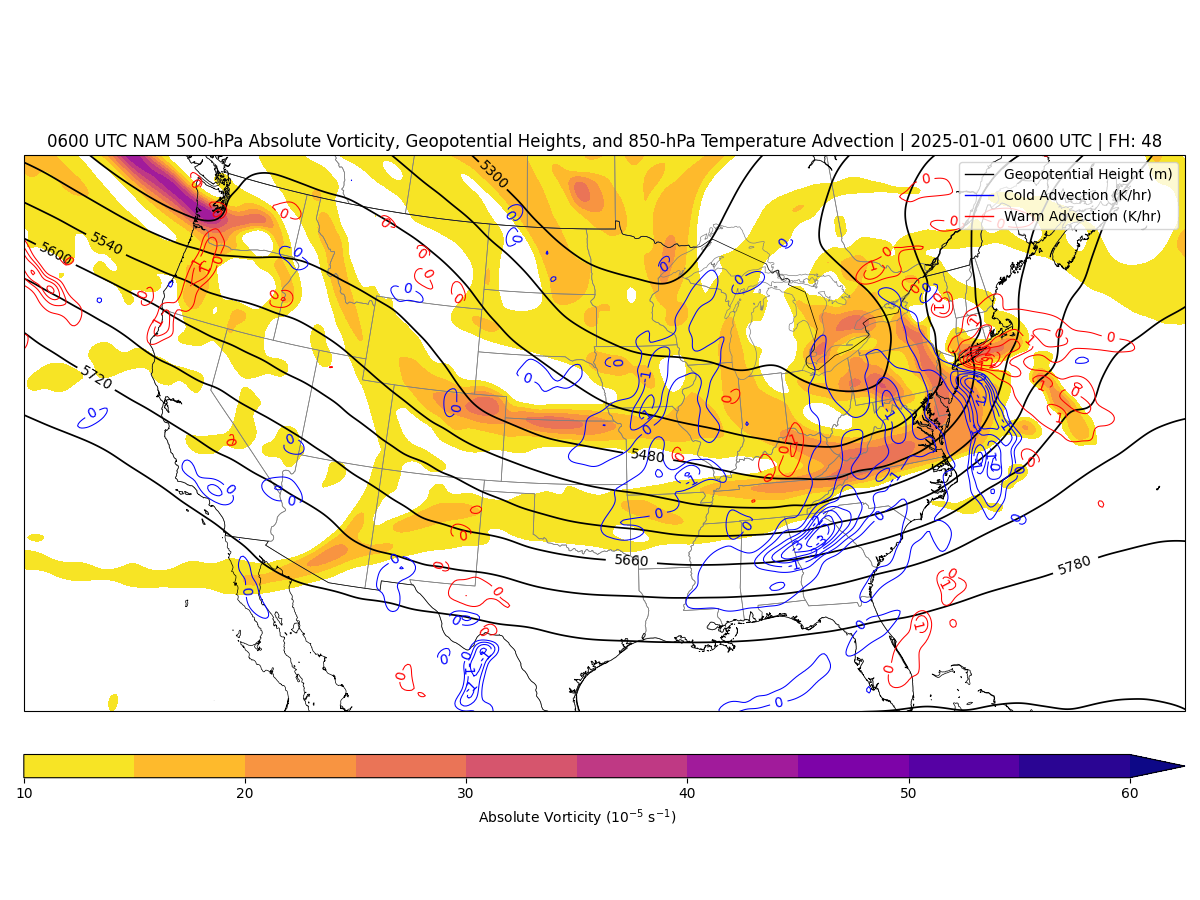 0600 UTC NAM 500-hPa Absolute Vorticity, Geopotential Heights, and 850-hPa Temperature Advection | 2025-01-01 0600 UTC | FH: 48
Geopotential Height (m)
Cold Advection (K/hr)
Warm Advection (K/hr)
5300
5540
5600
5720
5480
5660
5780
10 20 30 40 50 60
Absolute Vorticity (10⁻⁵ s⁻¹)